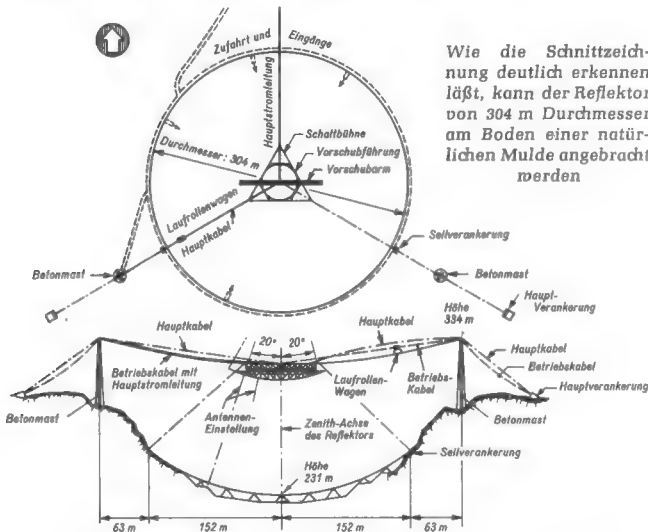 Zufahrt und Eingänge
Hauptstromleitung
Wie die Schnittzeich-
nung deutlich erkennen
läßt, kann der Reflektor
von 304 m Durchmesser
am Boden einer natür-
lichen Mulde angebracht
werden
Schaltbühne
Vorschubführung
Vorschubarm
Durchmesser: 304 m
Laufrollenwagen
Hauptkabel
Seilverankerung
Betonmast
Betonmast
Haupt-
Verankerung
Höhe
334 m
Hauptkabel
Hauptkabel
20°
20°
Hauptkabel
Betriebskabel
Betriebskabel mit
Hauptstromleitung
Laufrollen-
Wagen
Betriebs-
Kabel
Hauptverankerung
Betonmast
Antennen-
Einstellung
Zenith-Achse
des Reflektors
Betonmast
Seilverankerung
Höhe
231 m
63 m
152 m
152 m
63 m